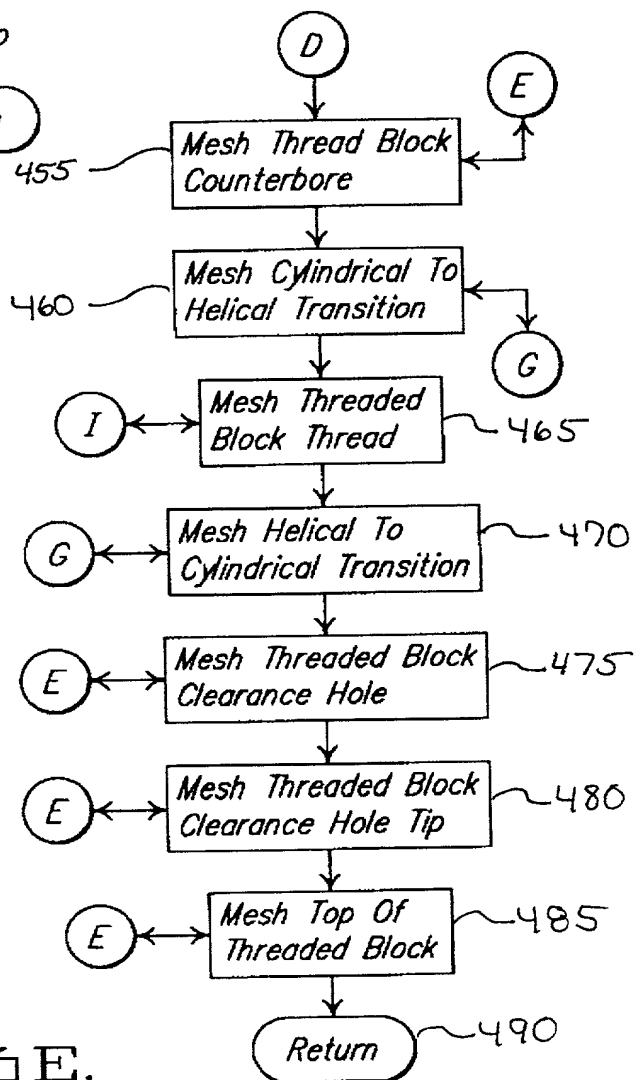 D
E
Mesh Thread Block
Counterbore
455
Mesh Cylindrical To
Helical Transition
460
G
I
Mesh Threaded
Block Thread
465
G
Mesh Helical To
Cylindrical Transition
470
E
Mesh Threaded Block
Clearance Hole
475
E
Mesh Threaded Block
Clearance Hole Tip
480
E
Mesh Top Of
Threaded Block
485
Return
490
E.